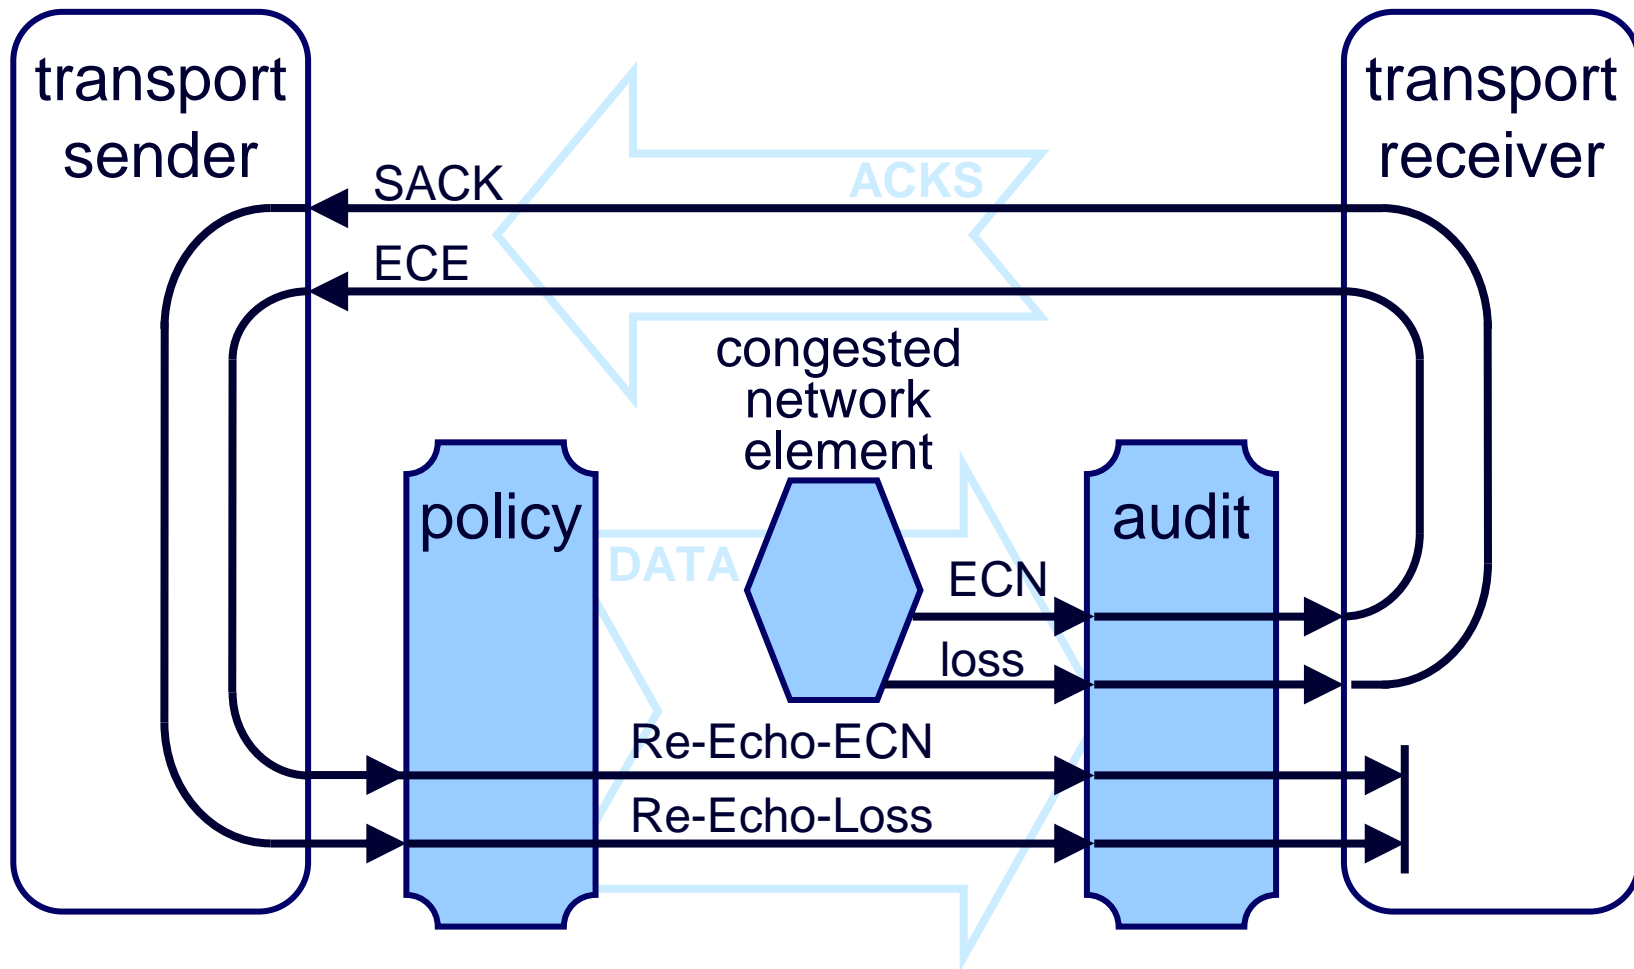 transport
sender
transport
receiver
ACKS
SACK
ECE
congested
network
element
policy
audit
DATA
ECN
loss
Re-Echo-ECN
Re-Echo-Loss